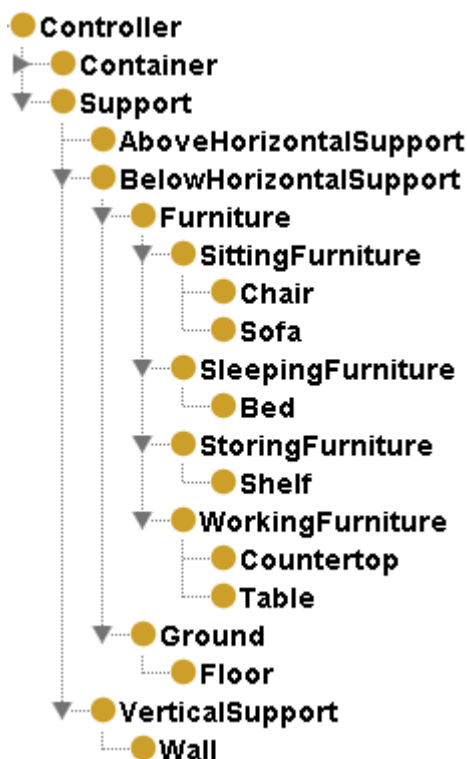 Controller
Container
Support
AboveHorizontalSupport
BelowHorizontalSupport
Furniture
SittingFurniture
Chair
Sofa
SleepingFurniture
Bed
StoringFurniture
Shelf
WorkingFurniture
Countertop
Table
Ground
Floor
VerticalSupport
Wall